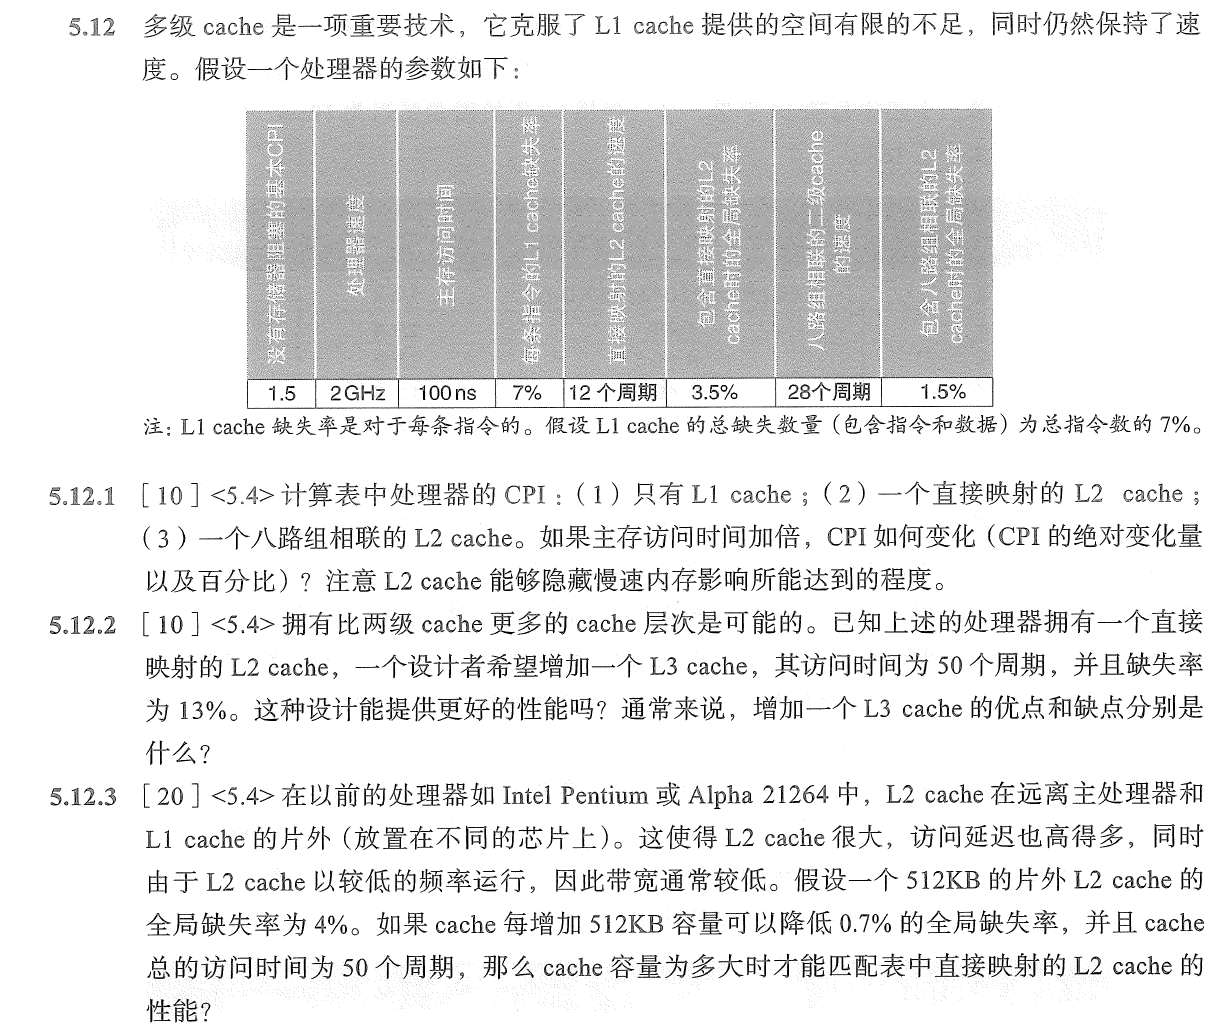 5.12 多级 cache 是一项重要技术，它克服了 L1 cache 提供的空间有限的不足，同时仍然保持了速
度。假设一个处理器的参数如下：
没有存储器阻塞的基本CPI
处理器速度
主存访问时间
每条指令的L1 cache缺失率
直接映射的L2 cache的速度
包含直接映射的L2
cache时的全局缺失率
八路组相联的二级cache
的速度
包含八路组相联的L2
cache时的全局缺失率
1.5 2GHz 100ns 7% 12 个周期 3.5% 28个周期 1.5%
注：L1 cache 缺失率是对于每条指令的。假设 L1 cache 的总缺失数量（包含指令和数据）为总指令数的 7%。
5.12.1 ［10］<5.4> 计算表中处理器的 CPI：（1）只有 L1 cache；（2）一个直接映射的 L2 cache；
（3）一个八路组相联的 L2 cache。如果主存访问时间加倍，CPI 如何变化（CPI 的绝对变化量
以及百分比）？注意 L2 cache 能够隐藏慢速内存影响所能达到的程度。
5.12.2 ［10］<5.4> 拥有比两级 cache 更多的 cache 层次是可能的。已知上述的处理器拥有一个直接
映射的 L2 cache，一个设计者希望增加一个 L3 cache，其访问时间为 50 个周期，并且缺失率
为 13%。这种设计能提供更好的性能吗？通常来说，增加一个 L3 cache 的优点和缺点分别是
什么？
5.12.3 ［20］<5.4> 在以前的处理器如 Intel Pentium 或 Alpha 21264 中，L2 cache 在远离主处理器和
L1 cache 的片外（放置在不同的芯片上）。这使得 L2 cache 很大，访问延迟也高得多，同时
由于 L2 cache 以较低的频率运行，因此带宽通常较低。假设一个 512KB 的片外 L2 cache 的
全局缺失率为 4%。如果 cache 每增加 512KB 容量可以降低 0.7% 的全局缺失率，并且 cache
总的访问时间为 50 个周期，那么 cache 容量为多大时才能匹配表中直接映射的 L2 cache 的
性能？